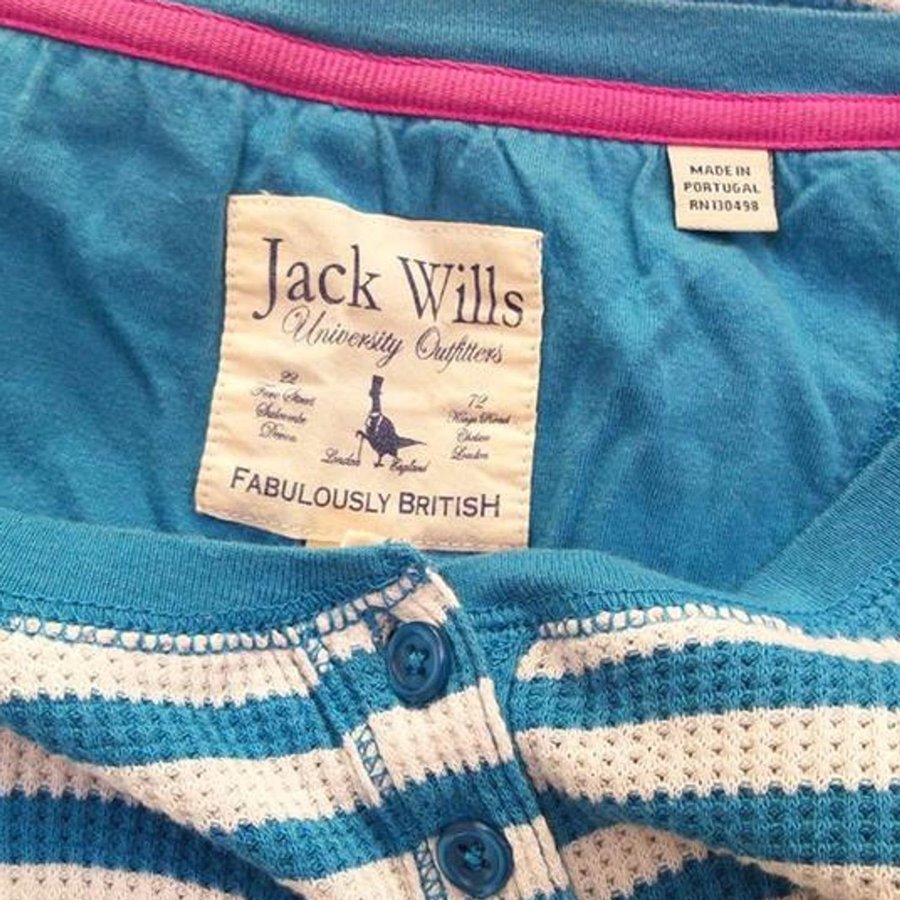 Jack Wills
University Outfitters
22
Fore Street
Salcombe
Devon
72
Kings Road
Chelsea
London
London England
FABULOUSLY BRITISH
MADE IN
PORTUGAL
RN130498